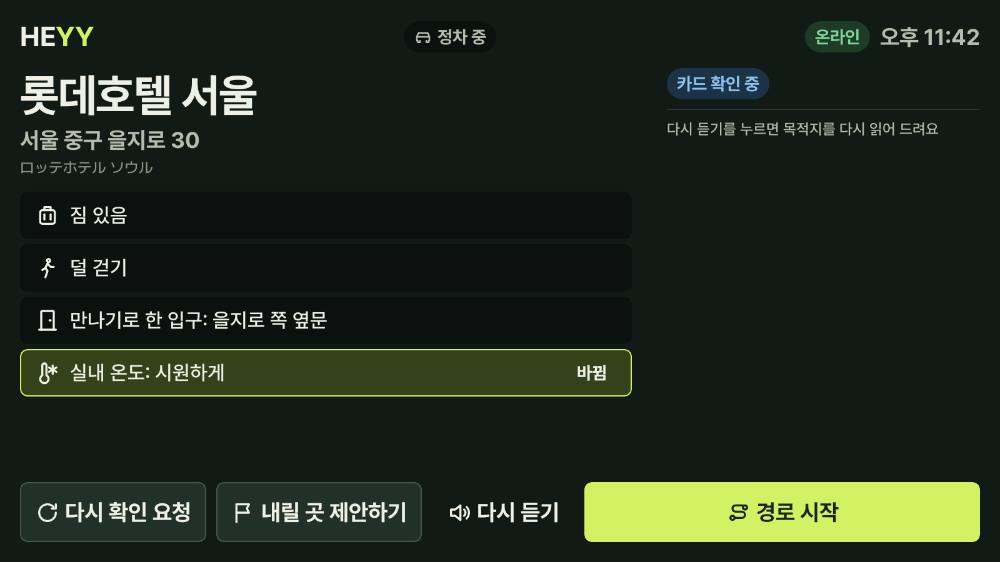 HEYY
정차 중
온라인
오후 11:42
롯데호텔 서울
서울 중구 을지로 30
ロッテホテル ソウル
카드 확인 중
다시 듣기를 누르면 목적지를 다시 읽어 드려요
짐 있음
덜 걷기
만나기로 한 입구: 을지로 쪽 옆문
실내 온도: 시원하게
바뀜
다시 확인 요청
내릴 곳 제안하기
다시 듣기
경로 시작